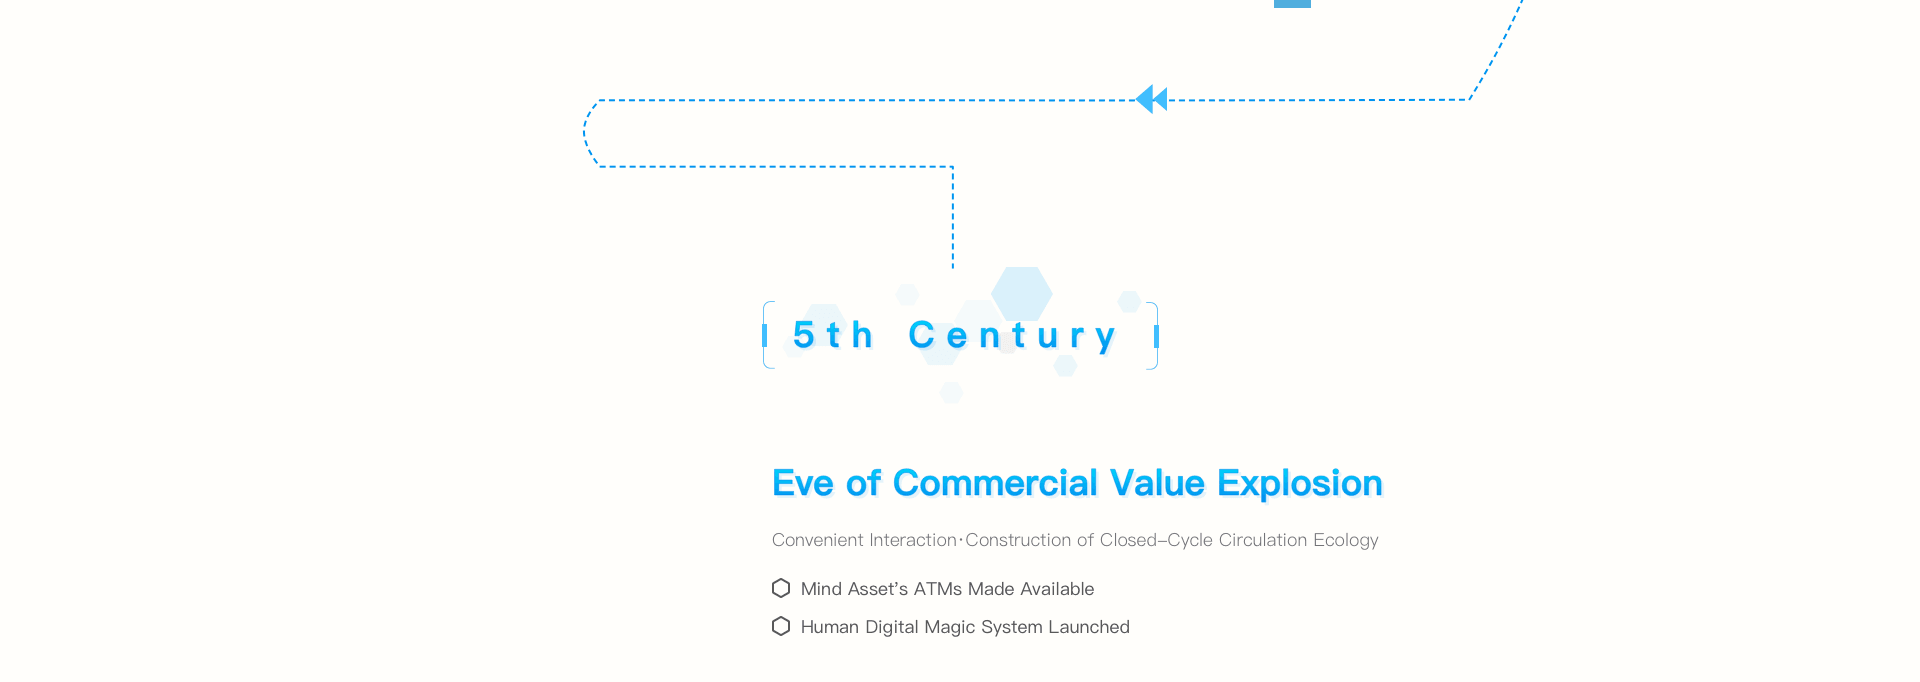 5th Century
Eve of Commercial Value Explosion
Convenient Interaction·Construction of Closed–Cycle Circulation Ecology
Mind Asset’s ATMs Made Available
Human Digital Magic System Launched